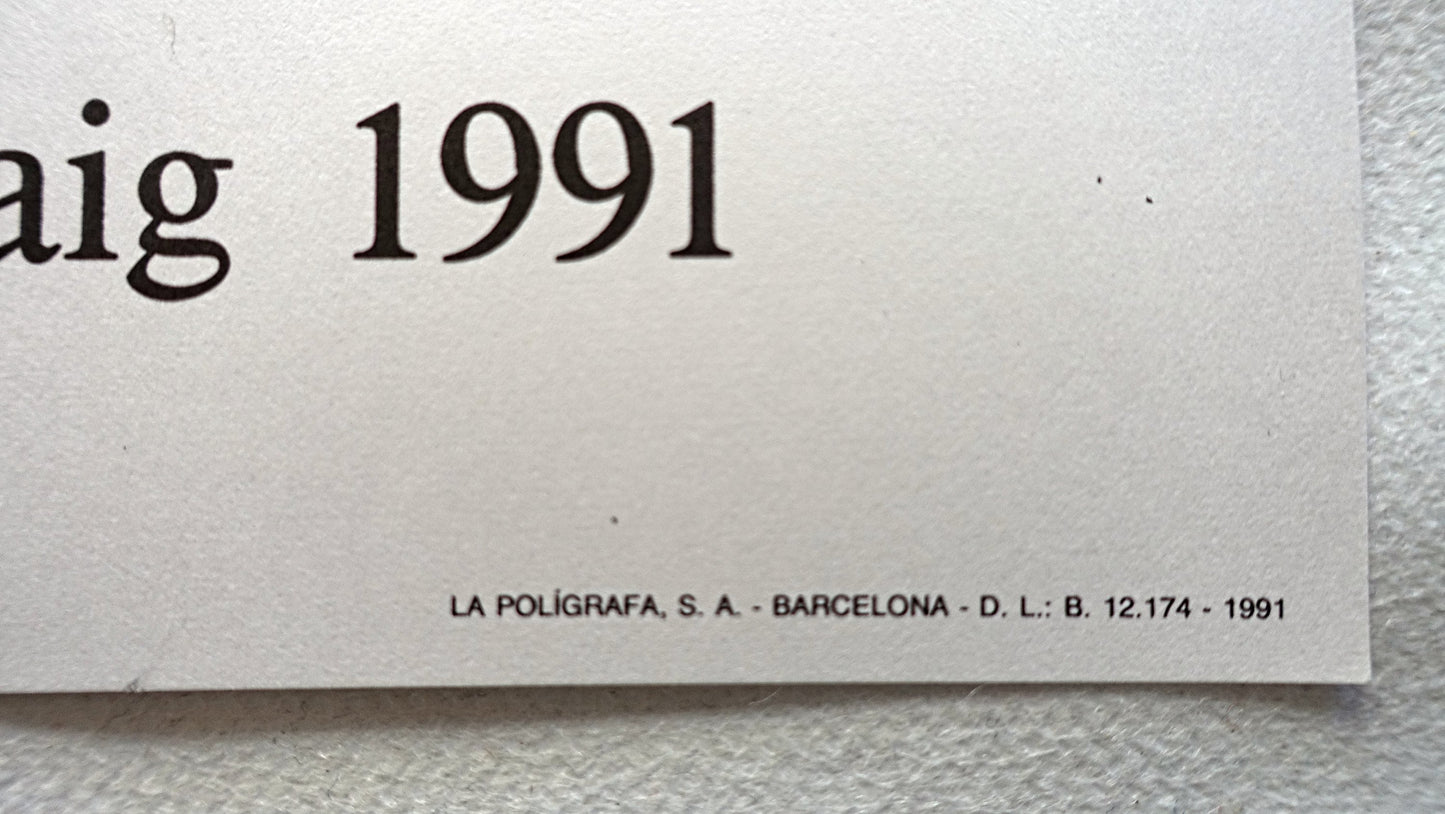 aig 1991
LA POLÍGRAFA, S. A. - BARCELONA - D. L.: B. 12.174 - 1991